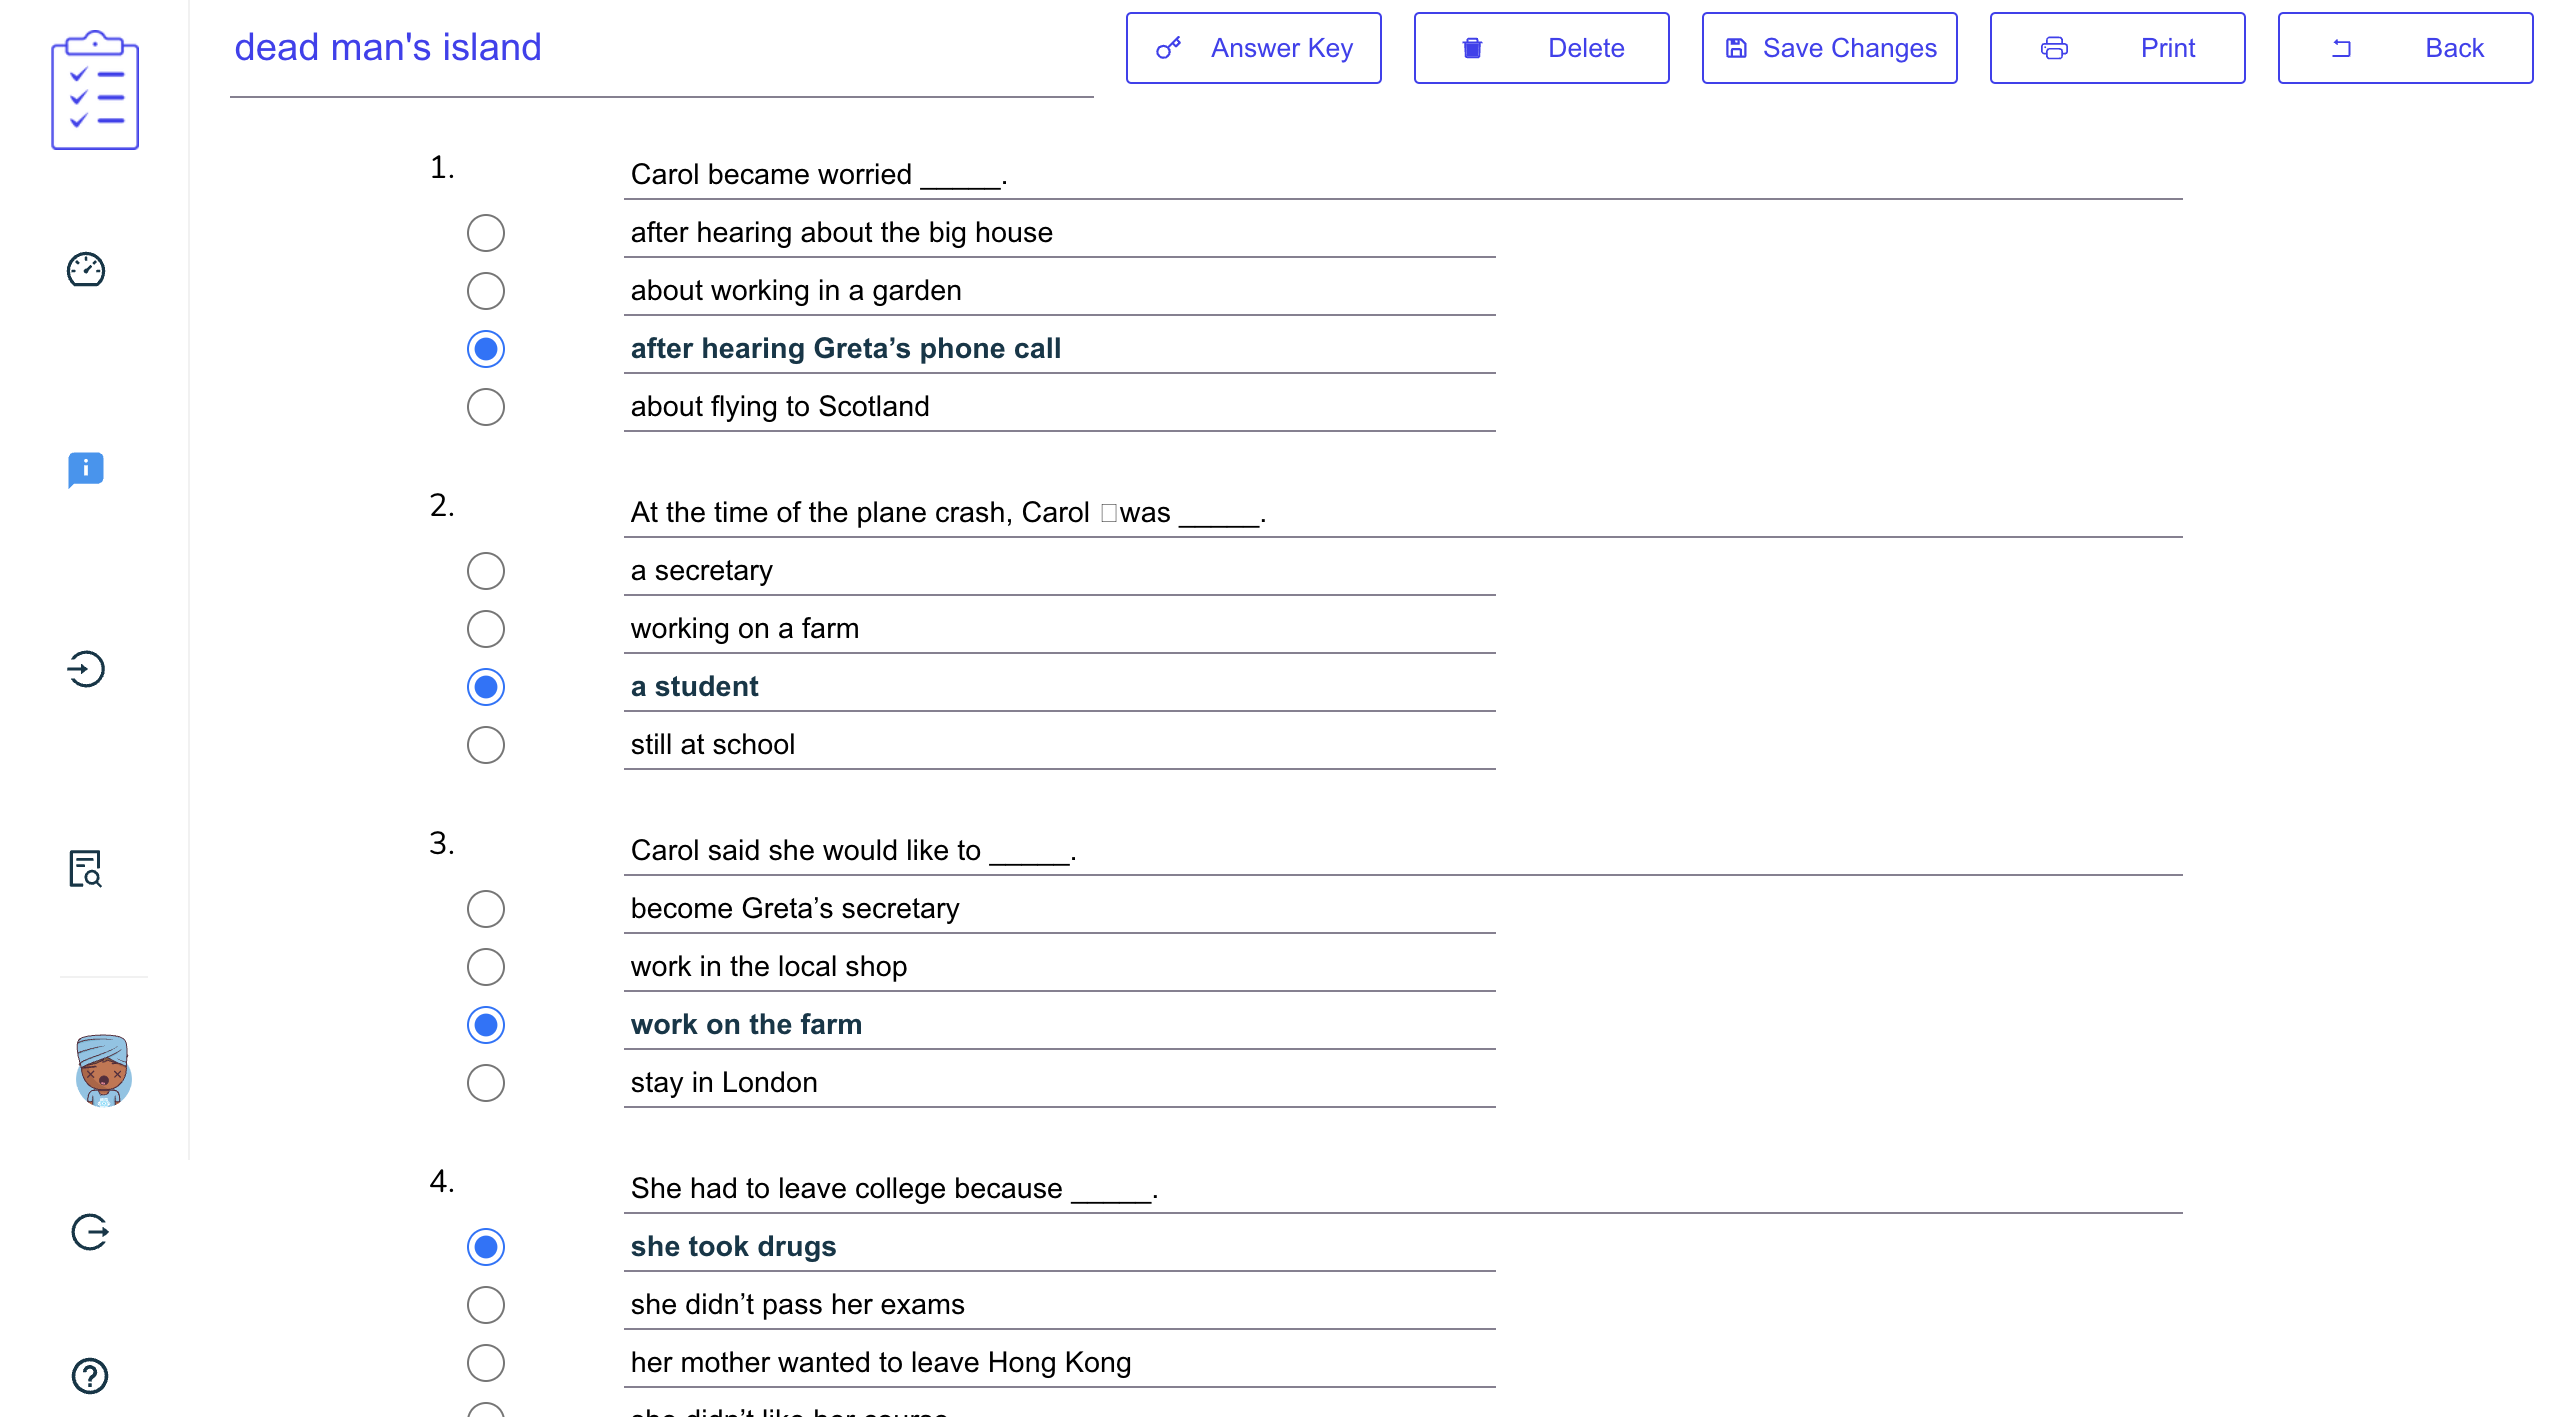 dead man's island
Answer Key
Delete
Save Changes
Print
Back
1.
Carol became worried _____.
after hearing about the big house
about working in a garden
after hearing Greta’s phone call
about flying to Scotland
2.
At the time of the plane crash, Carol □was _____.
a secretary
working on a farm
a student
still at school
3.
Carol said she would like to _____.
become Greta’s secretary
work in the local shop
work on the farm
stay in London
4.
She had to leave college because _____.
she took drugs
she didn’t pass her exams
her mother wanted to leave Hong Kong
she didn’t like her course